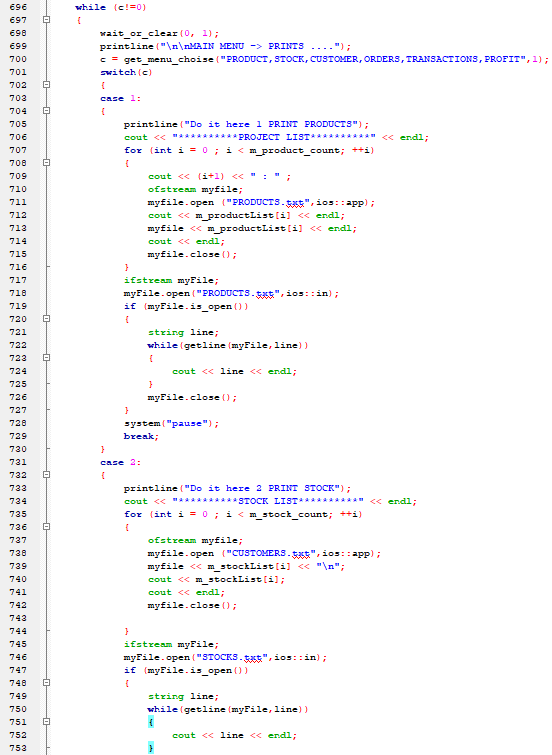 696 while (c!=0)
697 {
698 wait_or_clear(0, 1);
699 printline("\n\nMAIN MENU -> PRINTS ....");
700 c = get_menu_choise("PRODUCT,STOCK,CUSTOMER,ORDERS,TRANSACTIONS,PROFIT",1);
701 switch(c)
702 {
703 case 1:
704 {
705 printline("Do it here 1 PRINT PRODUCTS");
706 cout << "**********PROJECT LIST**********" << endl;
707 for (int i = 0 ; i < m_product_count; ++i)
708 {
709 cout << (i+1) << " : " ;
710 ofstream myfile;
711 myfile.open ("PRODUCTS.txt",ios::app);
712 cout << m_productList[i] << endl;
713 myfile << m_productList[i] << endl;
714 cout << endl;
715 myfile.close();
716 }
717 ifstream myFile;
718 myFile.open("PRODUCTS.txt",ios::in);
719 if (myFile.is_open())
720 {
721 string line;
722 while(getline(myFile,line))
723 {
724 cout << line << endl;
725 }
726 myFile.close();
727 }
728 system("pause");
729 break;
730 }
731 case 2:
732 {
733 printline("Do it here 2 PRINT STOCK");
734 cout << "**********STOCK LIST**********" << endl;
735 for (int i = 0 ; i < m_stock_count; ++i)
736 {
737 ofstream myfile;
738 myfile.open ("CUSTOMERS.txt",ios::app);
739 myfile << m_stockList[i] << "\n";
740 cout << m_stockList[i];
741 cout << endl;
742 myfile.close();
743
744 }
745 ifstream myFile;
746 myFile.open("STOCKS.txt",ios::in);
747 if (myFile.is_open())
748 {
749 string line;
750 while(getline(myFile,line))
751 {
752 cout << line << endl;
753 }